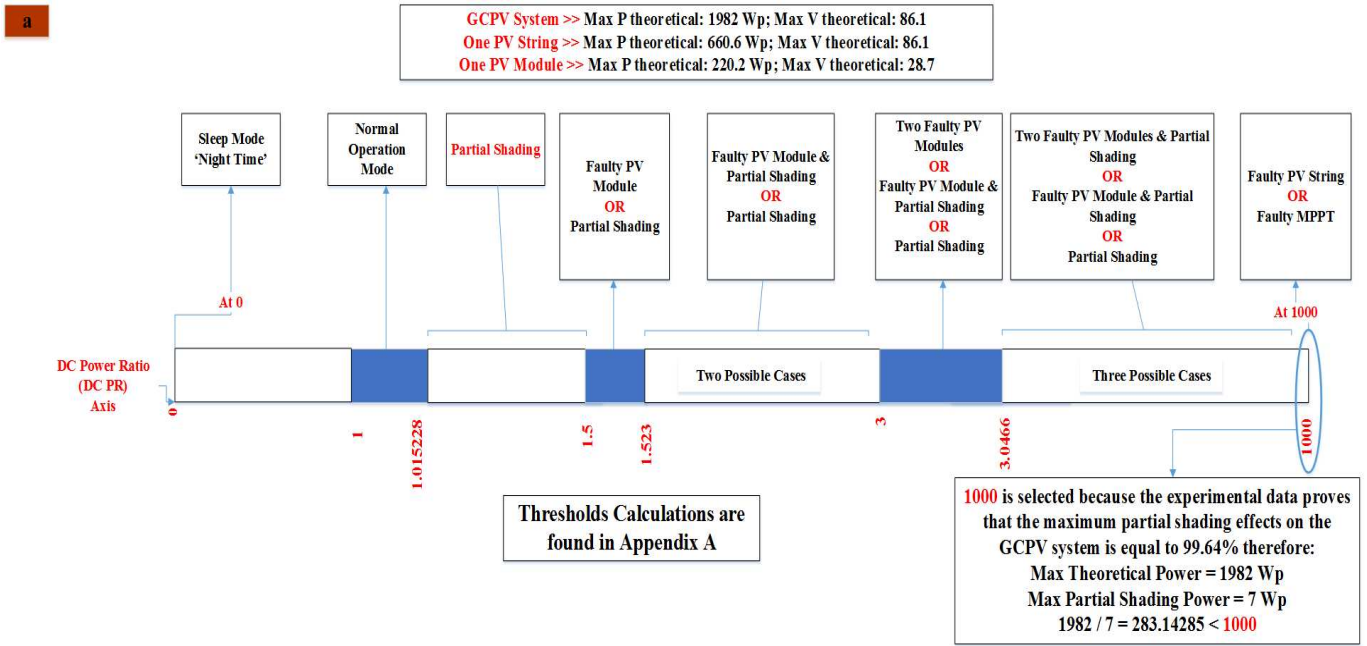 a
GCPV System >> Max P theoretical: 1982 Wp; Max V theoretical: 86.1
One PV String >> Max P theoretical: 660.6 Wp; Max V theoretical: 86.1
One PV Module >> Max P theoretical: 220.2 Wp; Max V theoretical: 28.7
Sleep Mode
‘Night Time’
Normal
Operation
Mode
Partial Shading
Faulty PV
Module
OR
Partial Shading
Faulty PV Module &
Partial Shading
OR
Partial Shading
Two Faulty PV
Modules
OR
Faulty PV Module &
Partial Shading
OR
Partial Shading
Two Faulty PV Modules & Partial
Shading
OR
Faulty PV Module & Partial
Shading
OR
Partial Shading
Faulty PV String
OR
Faulty MPPT
At 0
At 1000
DC Power Ratio
(DC PR)
Axis
Two Possible Cases
Three Possible Cases
0
1
1.015228
1.5
1.523
3
3.0466
1000
Thresholds Calculations are
found in Appendix A
1000 is selected because the experimental data proves
that the maximum partial shading effects on the
GCPV system is equal to 99.64% therefore:
Max Theoretical Power = 1982 Wp
Max Partial Shading Power = 7 Wp
1982 / 7 = 283.14285 < 1000